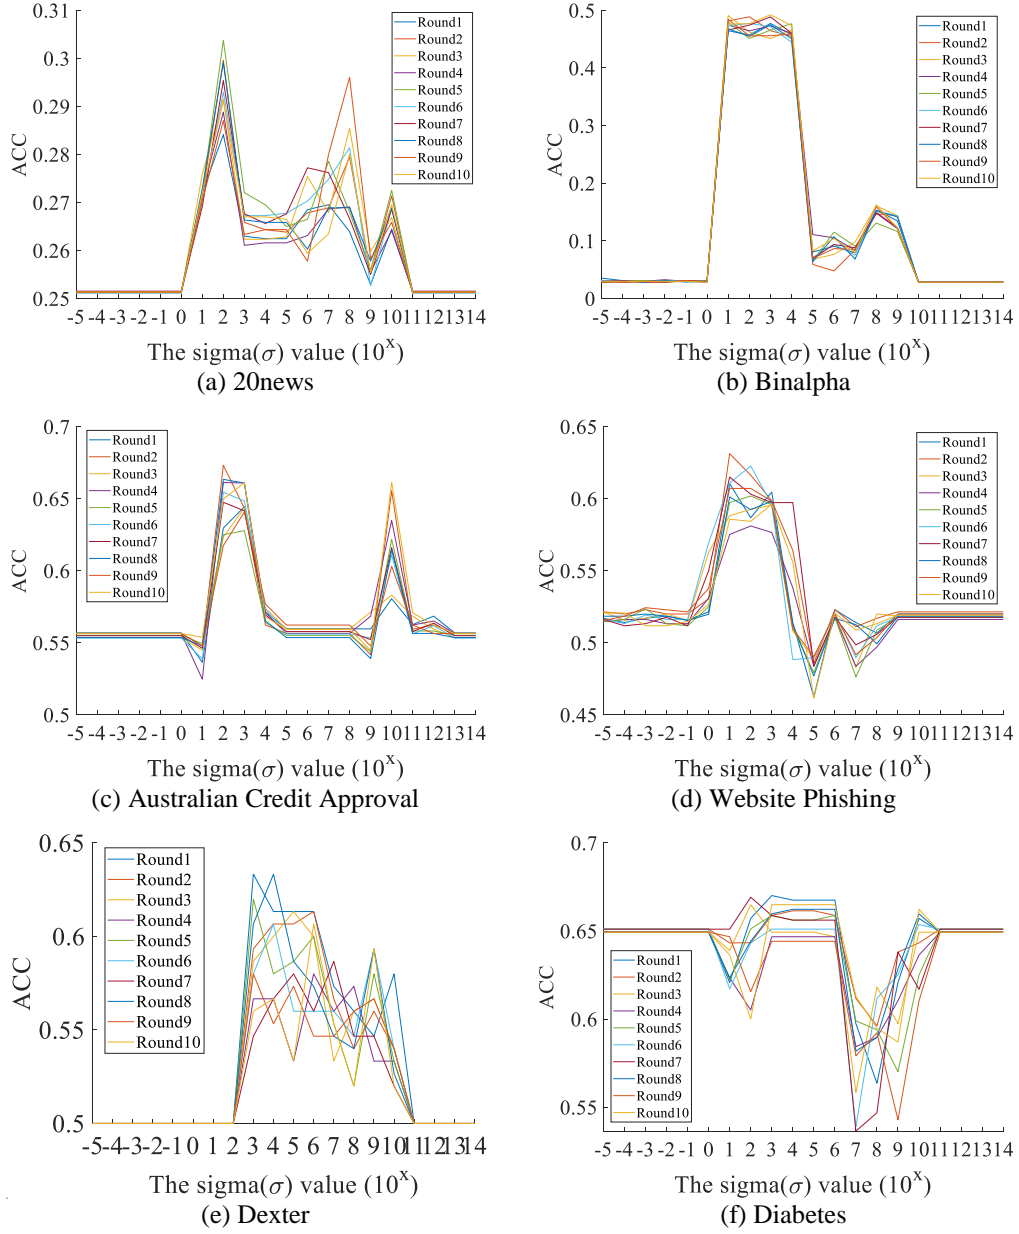 0.31
0.3
0.29
0.28
0.27
0.26
0.25
ACC
Round1
Round2
Round3
Round4
Round5
Round6
Round7
Round8
Round9
Round10
-5 -4 -3 -2 -1 0 1 2 3 4 5 6 7 8 9 10 11 12 13 14
The sigma(σ) value (10^x)
(a) 20news
0.5
0.4
0.3
0.2
0.1
0
ACC
Round1
Round2
Round3
Round4
Round5
Round6
Round7
Round8
Round9
Round10
-5 -4 -3 -2 -1 0 1 2 3 4 5 6 7 8 9 10 11 12 13 14
The sigma(σ) value (10^x)
(b) Binalpha
0.7
0.65
0.6
0.55
0.5
ACC
Round1
Round2
Round3
Round4
Round5
Round6
Round7
Round8
Round9
Round10
-5 -4 -3 -2 -1 0 1 2 3 4 5 6 7 8 9 10 11 12 13 14
The sigma(σ) value (10^x)
(c) Australian Credit Approval
0.65
0.6
0.55
0.5
0.45
ACC
Round1
Round2
Round3
Round4
Round5
Round6
Round7
Round8
Round9
Round10
-5 -4 -3 -2 -1 0 1 2 3 4 5 6 7 8 9 10 11 12 13 14
The sigma(σ) value (10^x)
(d) Website Phishing
0.65
0.6
0.55
0.5
ACC
Round1
Round2
Round3
Round4
Round5
Round6
Round7
Round8
Round9
Round10
-5 -4 -3 -2 -1 0 1 2 3 4 5 6 7 8 9 10 11 12 13 14
The sigma(σ) value (10^x)
(e) Dexter
0.7
0.65
0.6
0.55
ACC
Round1
Round2
Round3
Round4
Round5
Round6
Round7
Round8
Round9
Round10
-5 -4 -3 -2 -1 0 1 2 3 4 5 6 7 8 9 10 11 12 13 14
The sigma(σ) value (10^x)
(f) Diabetes